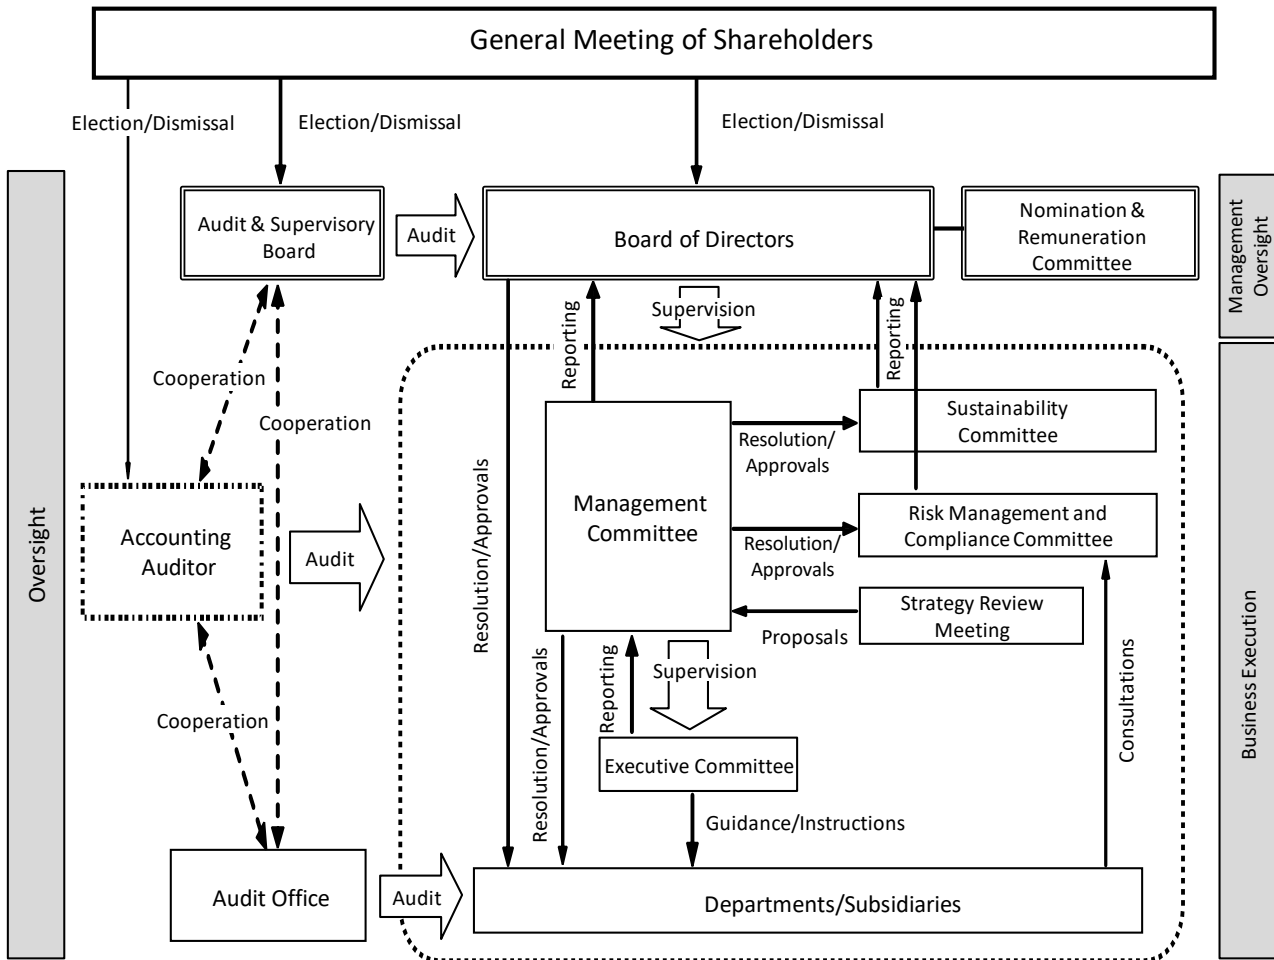 General Meeting of Shareholders
Election/Dismissal
Election/Dismissal
Election/Dismissal
Oversight
Audit & Supervisory
Board
Audit
Board of Directors
Nomination &
Remuneration
Committee
Management
Oversight
Reporting
Supervision
Reporting
Cooperation
Cooperation
Sustainability
Committee
Resolution/
Approvals
Resolution/Approvals
Management
Committee
Risk Management and
Compliance Committee
Resolution/
Approvals
Accounting
Auditor
Audit
Strategy Review
Meeting
Proposals
Business Execution
Cooperation
Resolution/Approvals
Reporting
Supervision
Consultations
Executive Committee
Guidance/Instructions
Audit Office
Audit
Departments/Subsidiaries